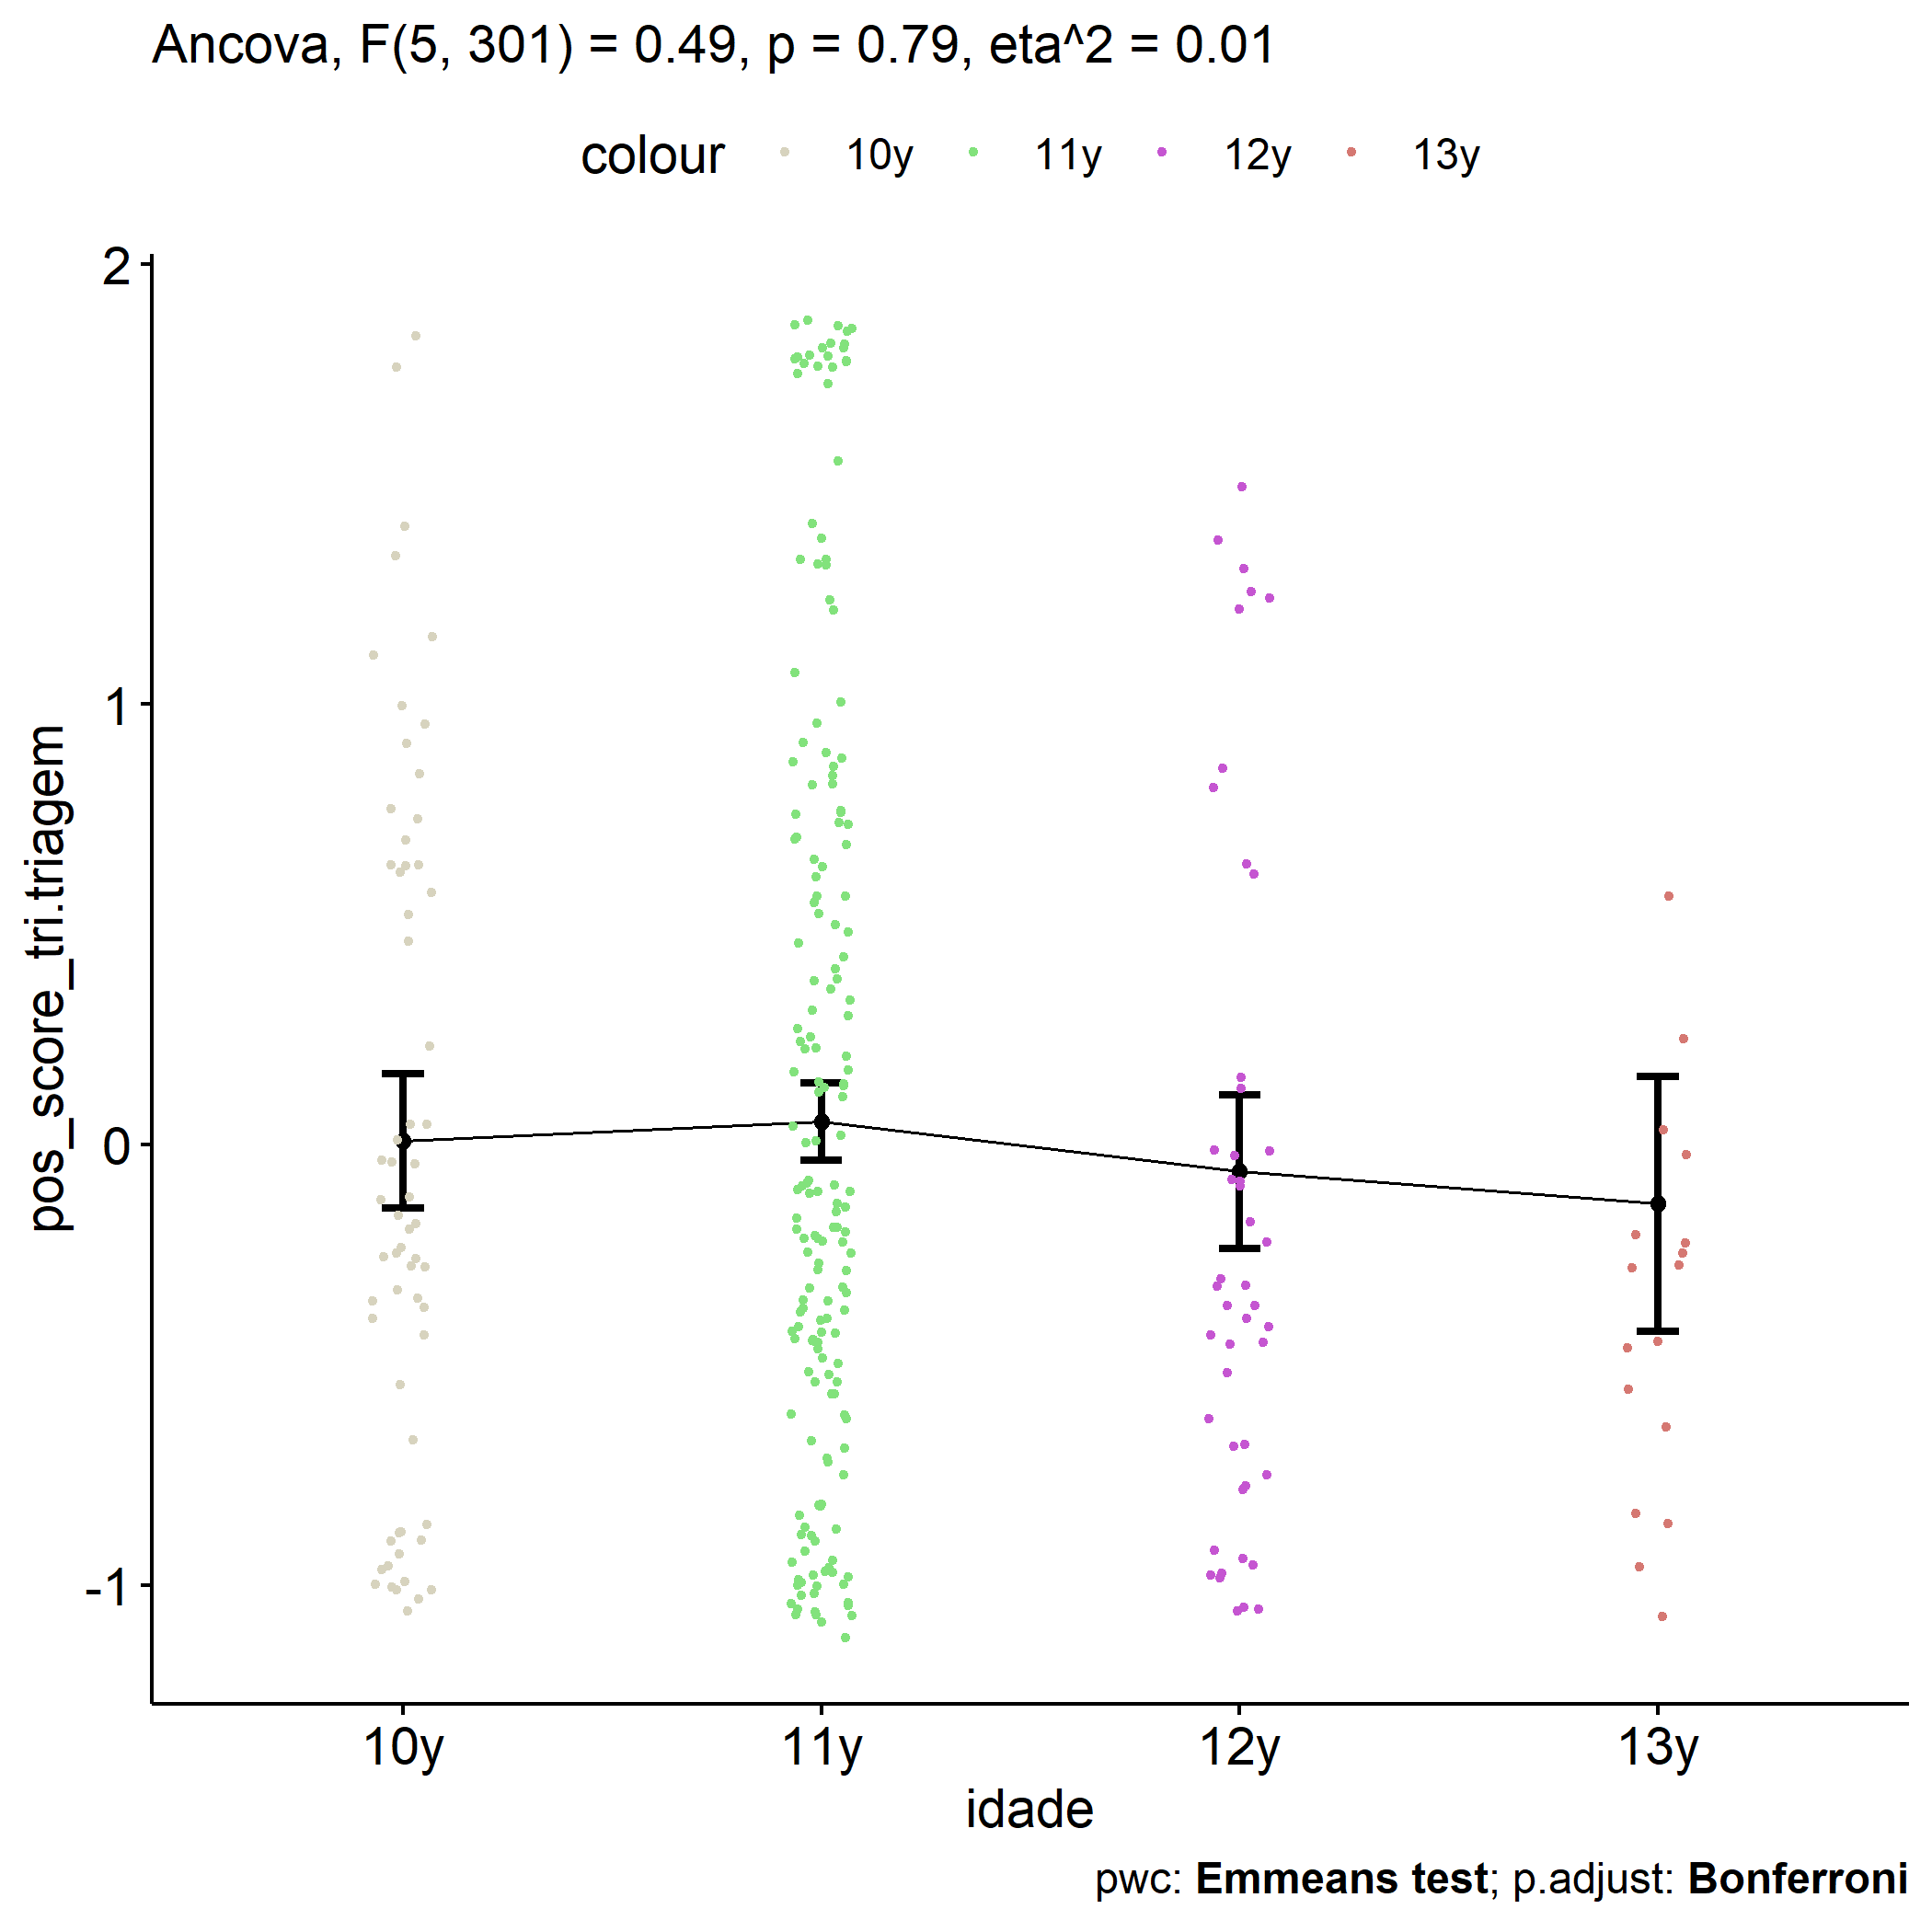 Ancova, F(5, 301) = 0.49, p = 0.79, eta^2 = 0.01
colour 10y 11y 12y 13y
pos_score_tri.triagem
2
1
0
-1
10y 11y 12y 13y
idade
pwc: Emmeans test; p.adjust: Bonferroni